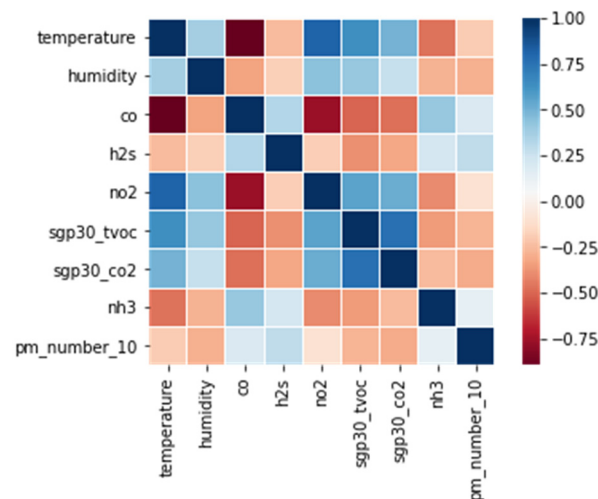 temperature
humidity
co
h2s
no2
sgp30_tvoc
sgp30_co2
nh3
pm_number_10
temperature
humidity
co
h2s
no2
sgp30_tvoc
sgp30_co2
nh3
pm_number_10
1.00
0.75
0.50
0.25
0.00
−0.25
−0.50
−0.75